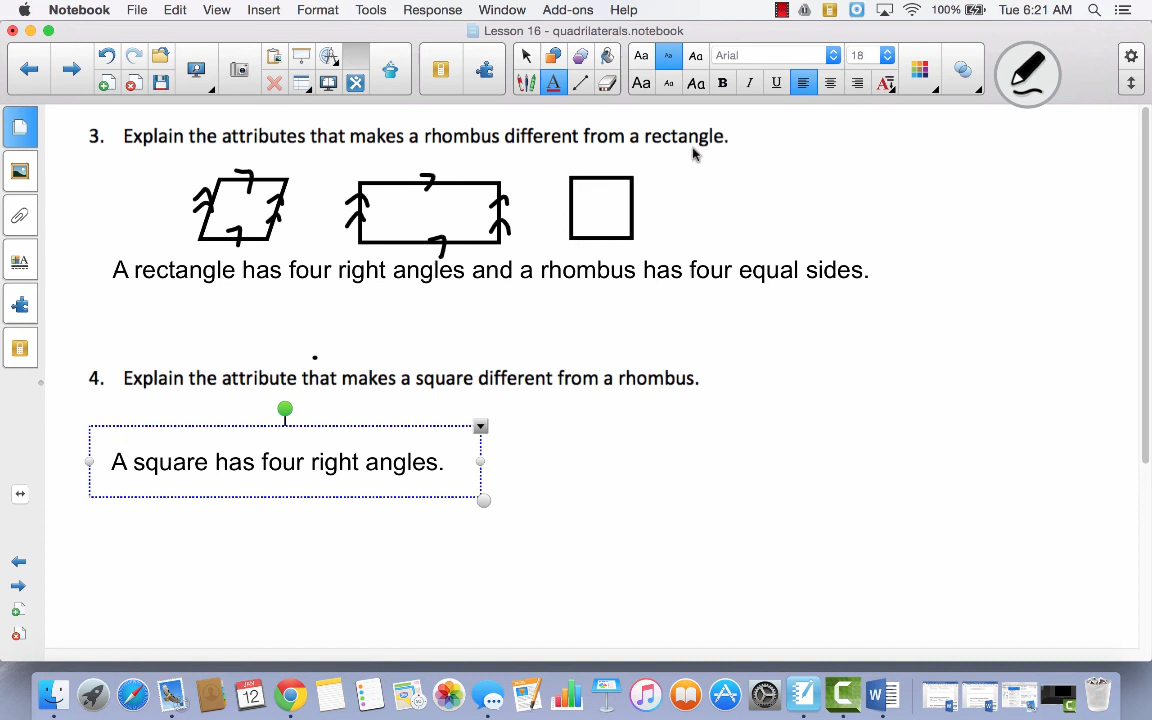 Notebook File Edit View Insert Format Tools Response Window Add-ons Help 100% Tue 6:21 AM
Lesson 16 - quadrilaterals.notebook
Aa Aa Aa Arial 18
A Aa Aa Aa B I U A
3. Explain the attributes that makes a rhombus different from a rectangle.
A rectangle has four right angles and a rhombus has four equal sides.
4. Explain the attribute that makes a square different from a rhombus.
A square has four right angles.
JAN
12